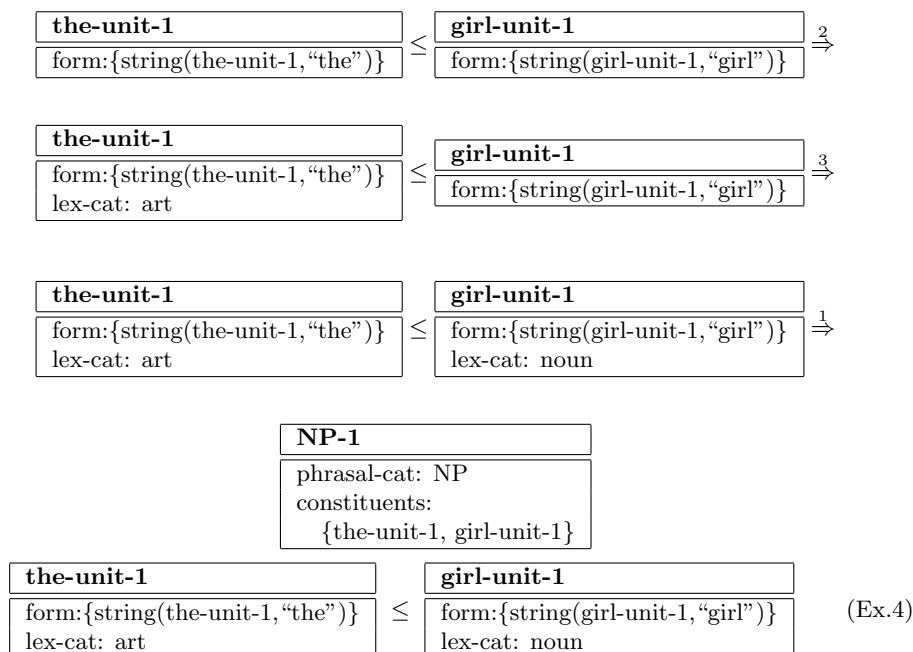 the-unit-1 girl-unit-1
≤ 2⇒
form:{string(the-unit-1,“the”)} form:{string(girl-unit-1,“girl”)}
the-unit-1
girl-unit-1
form:{string(the-unit-1,“the”)} ≤ 3⇒
form:{string(girl-unit-1,“girl”)}
lex-cat: art
the-unit-1 girl-unit-1
form:{string(the-unit-1,“the”)} ≤ form:{string(girl-unit-1,“girl”)} 1⇒
lex-cat: art lex-cat: noun
NP-1
phrasal-cat: NP
constituents:
{the-unit-1, girl-unit-1}
the-unit-1 girl-unit-1
form:{string(the-unit-1,“the”)} ≤ form:{string(girl-unit-1,“girl”)} (Ex.4)
lex-cat: art lex-cat: noun